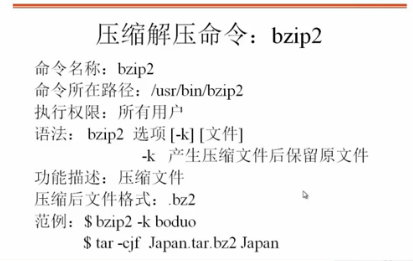 压缩解压命令：bzip2
命令名称：bzip2
命令所在路径：/usr/bin/bzip2
执行权限：所有用户
语法： bzip2 选项 [-k] [文件]
-k 产生压缩文件后保留原文件
功能描述：压缩文件
压缩后文件格式：.bz2
范例：$ bzip2 -k boduo
$ tar -cjf Japan.tar.bz2 Japan